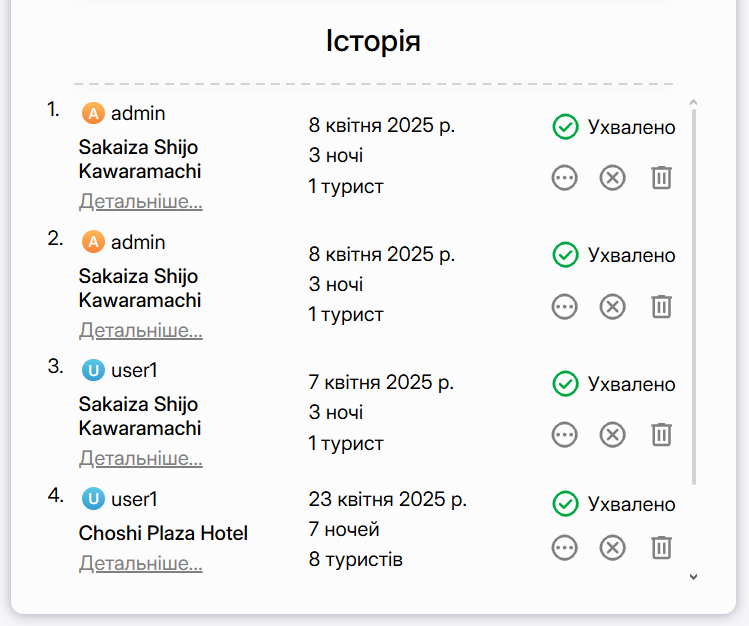 Історія
1.
A admin
Sakaiza Shijo
Kawaramachi
Детальніше...
8 квітня 2025 р.
3 ночі
1 турист
Ухвалено
2.
A admin
Sakaiza Shijo
Kawaramachi
Детальніше...
8 квітня 2025 р.
3 ночі
1 турист
Ухвалено
3.
U user1
Sakaiza Shijo
Kawaramachi
Детальніше...
7 квітня 2025 р.
3 ночі
1 турист
Ухвалено
4.
U user1
Choshi Plaza Hotel
Детальніше...
23 квітня 2025 р.
7 ночей
8 туристів
Ухвалено